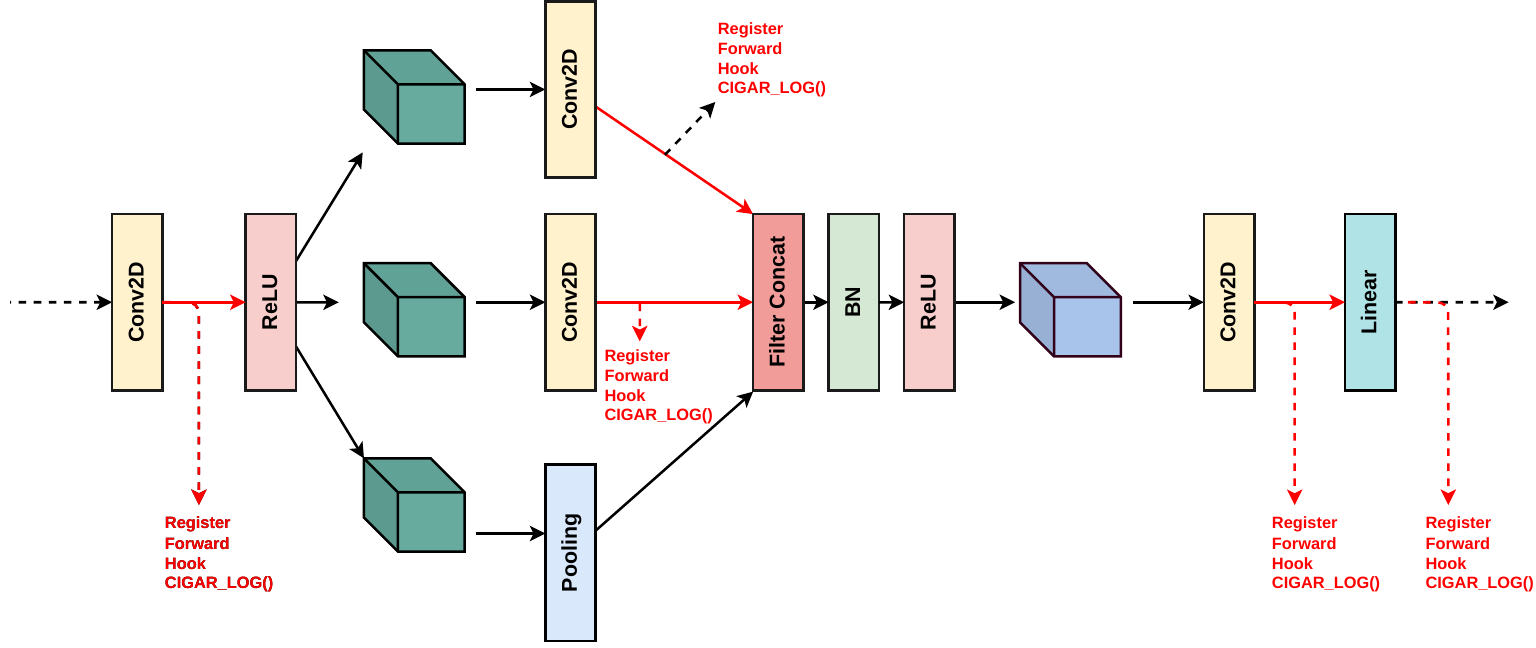 Register
Forward
Hook
CIGAR_LOG()
Conv2D
Conv2D
ReLU
Conv2D
Filter Concat
BN
ReLU
Conv2D
Linear
Register
Forward
Hook
CIGAR_LOG()
Pooling
Register
Forward
Hook
CIGAR_LOG()
Register
Forward
Hook
CIGAR_LOG()
Register
Forward
Hook
CIGAR_LOG()